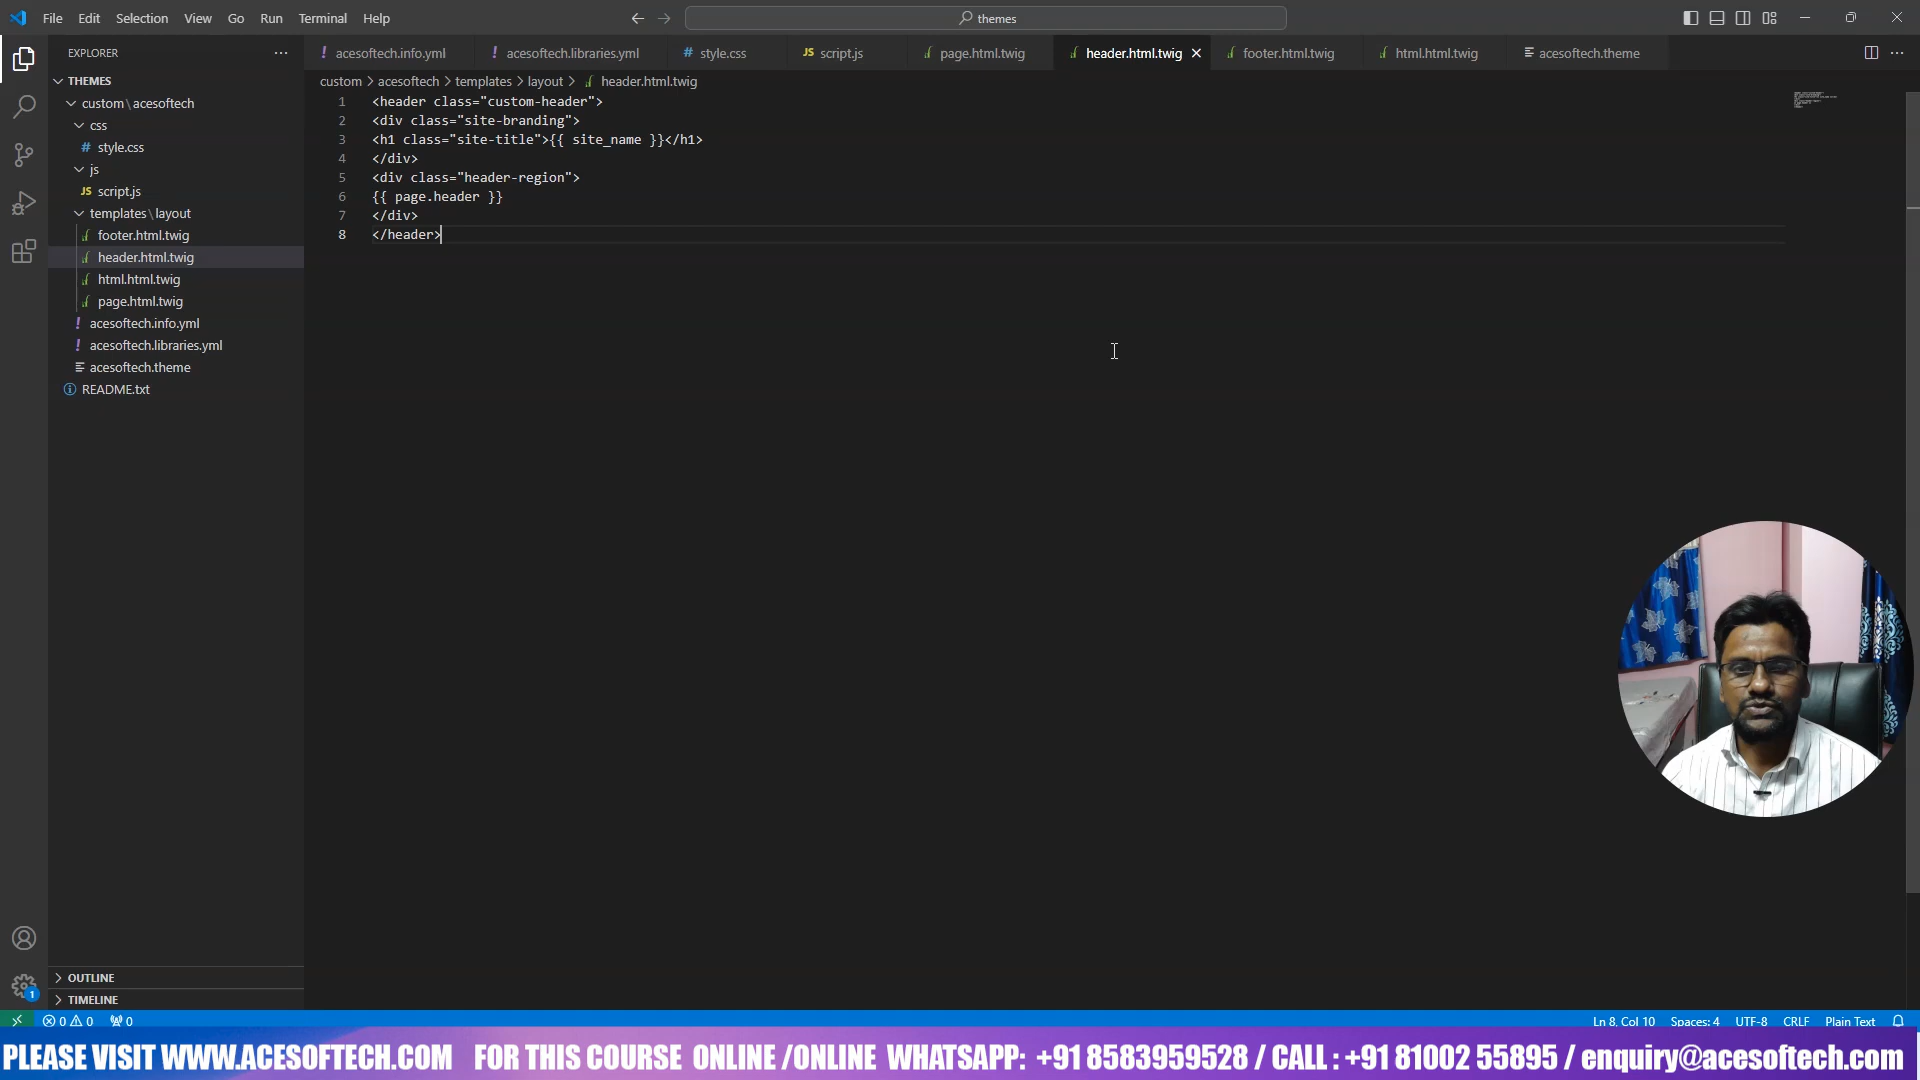 File Edit Selection View Go Run Terminal Help
themes
EXPLORER
THEMES
custom\acesoftech
css
# style.css
js
JS script.js
templates\layout
footer.html.twig
header.html.twig
html.html.twig
page.html.twig
! acesoftech.info.yml
! acesoftech.libraries.yml
acesoftech.theme
README.txt
OUTLINE
TIMELINE
! acesoftech.info.yml ! acesoftech.libraries.yml # style.css JS script.js page.html.twig header.html.twig footer.html.twig html.html.twig acesoftech.theme
custom > acesoftech > templates > layout > header.html.twig
1 <header class="custom-header">
2 <div class="site-branding">
3 <h1 class="site-title">{{ site_name }}</h1>
4 </div>
5 <div class="header-region">
6 {{ page.header }}
7 </div>
8 </header>
1
0 0 0
Ln 8, Col 10 Spaces: 4 UTF-8 CRLF Plain Text
PLEASE VISIT WWW.ACESOFTECH.COM FOR THIS COURSE ONLINE /ONLINE WHATSAPP: +91 8583959528 / CALL : +91 81002 55895 / enquiry@acesoftech.com